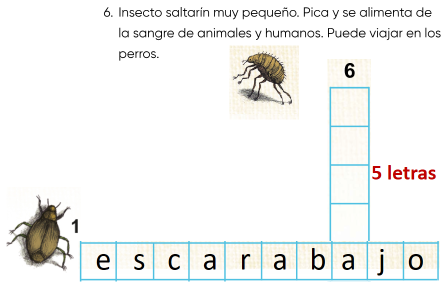 6. Insecto saltarín muy pequeño. Pica y se alimenta de
la sangre de animales y humanos. Puede viajar en los
perros.
6
5 letras
1
e s c a r a b a j o